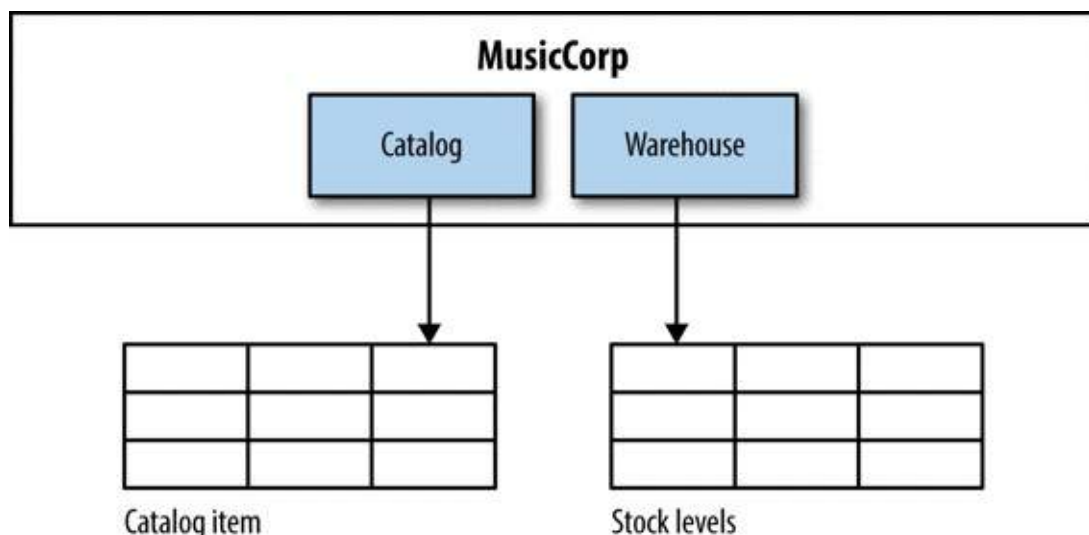 MusicCorp
Catalog
Warehouse
Catalog item
Stock levels